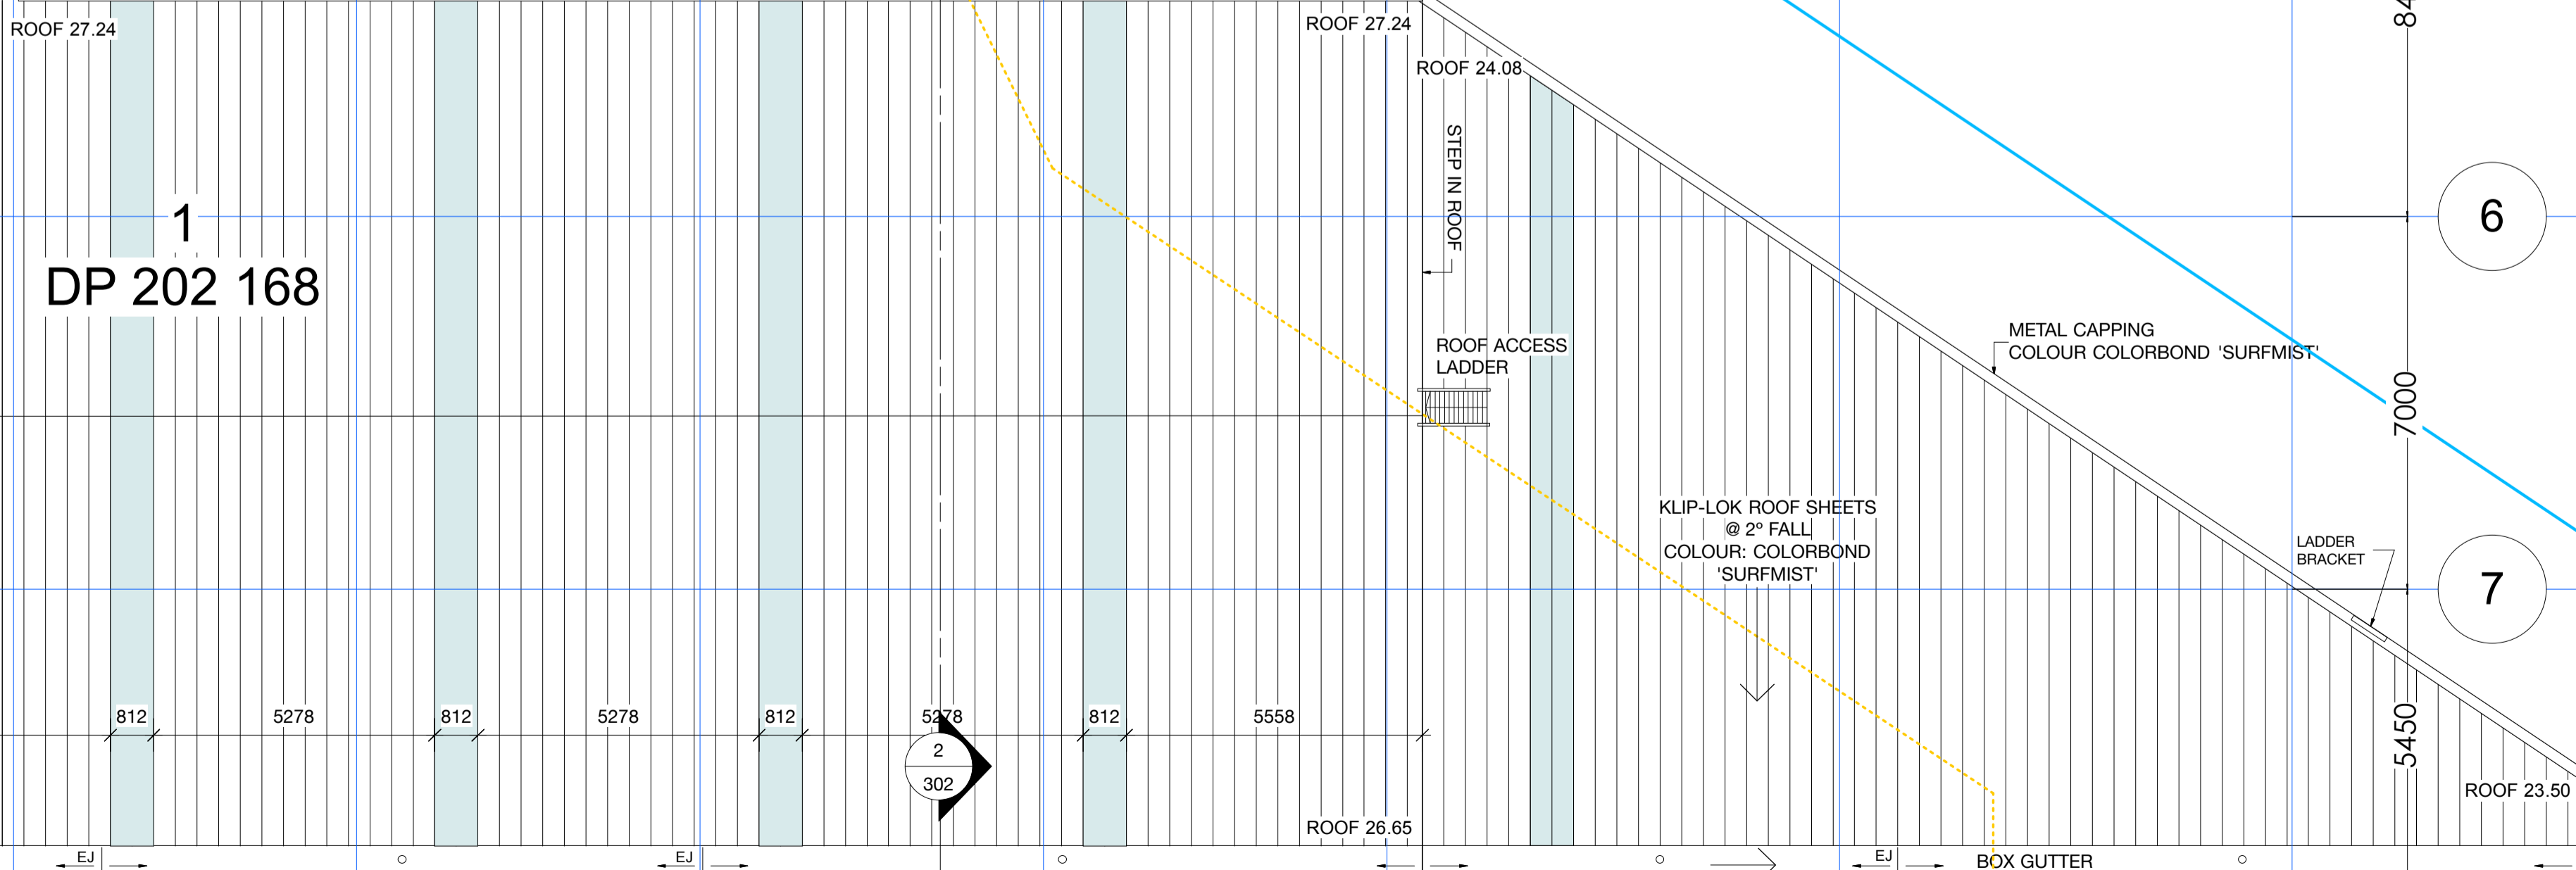 ROOF 27.24
ROOF 27.24
ROOF 24.08
84
STEP IN ROOF
1
DP 202 168
6
METAL CAPPING
COLOUR COLORBOND 'SURFMIST'
ROOF ACCESS
LADDER
7000
KLIP-LOK ROOF SHEETS
@ 2º FALL
COLOUR: COLORBOND
'SURFMIST'
LADDER
BRACKET
7
812
5278
812
5278
812
5278
812
5558
5450
2
302
ROOF 23.50
ROOF 26.65
EJ
EJ
EJ
BOX GUTTER